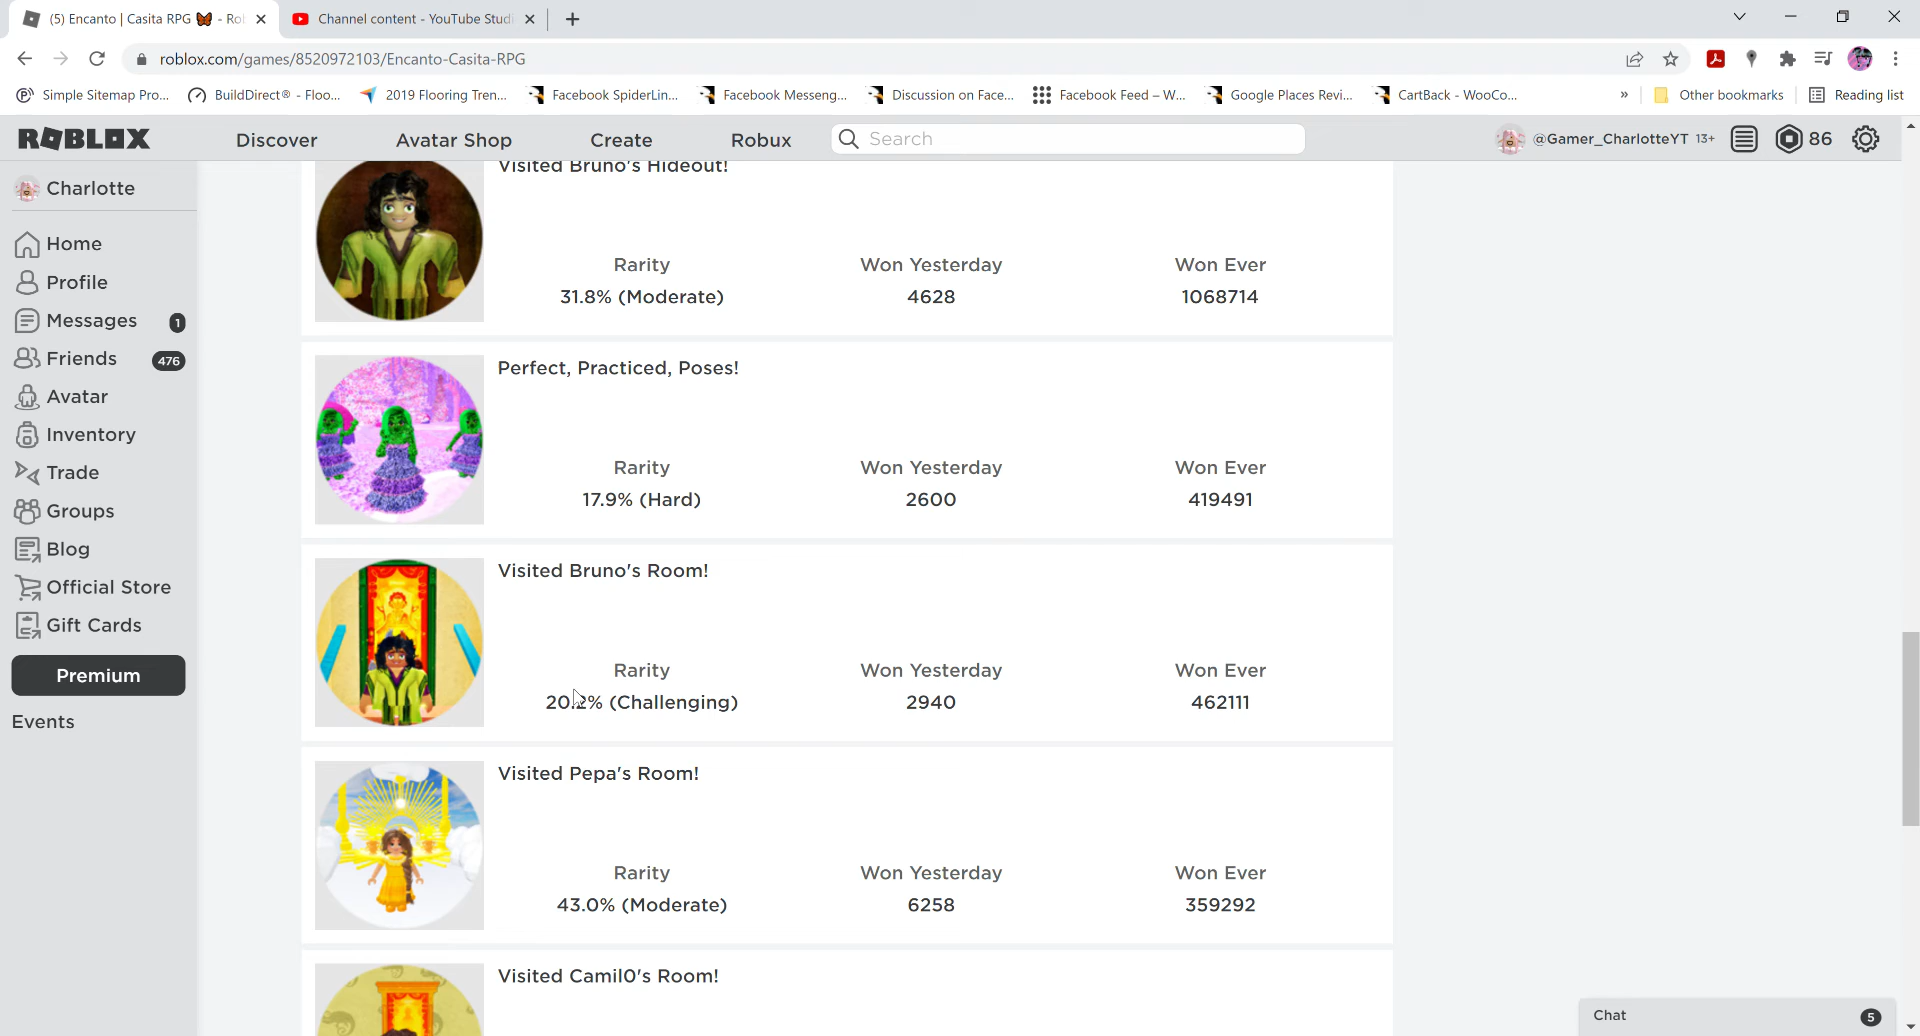 (5) Encanto | Casita RPG 🦋 - Ro
Channel content - YouTube Studi
roblox.com/games/8520972103/Encanto-Casita-RPG
Simple Sitemap Pro...
BuildDirect® - Floo...
2019 Flooring Tren...
Facebook SpiderLin...
Facebook Messeng...
Discussion on Face...
Facebook Feed – W...
Google Places Revi...
CartBack - WooCo...
»
Other bookmarks
Reading list
ROBLOX
Discover
Avatar Shop
Create
Robux
Search
@Gamer_CharlotteYT 13+
86
Charlotte
Home
Profile
Messages 1
Friends 476
Avatar
Inventory
Trade
Groups
Blog
Official Store
Gift Cards
Premium
Events
Visited Bruno's Hideout!
Rarity Won Yesterday Won Ever
31.8% (Moderate) 4628 1068714
Perfect, Practiced, Poses!
Rarity Won Yesterday Won Ever
17.9% (Hard) 2600 419491
Visited Bruno's Room!
Rarity Won Yesterday Won Ever
20.2% (Challenging) 2940 462111
Visited Pepa's Room!
Rarity Won Yesterday Won Ever
43.0% (Moderate) 6258 359292
Visited Camil0's Room!
Chat 5